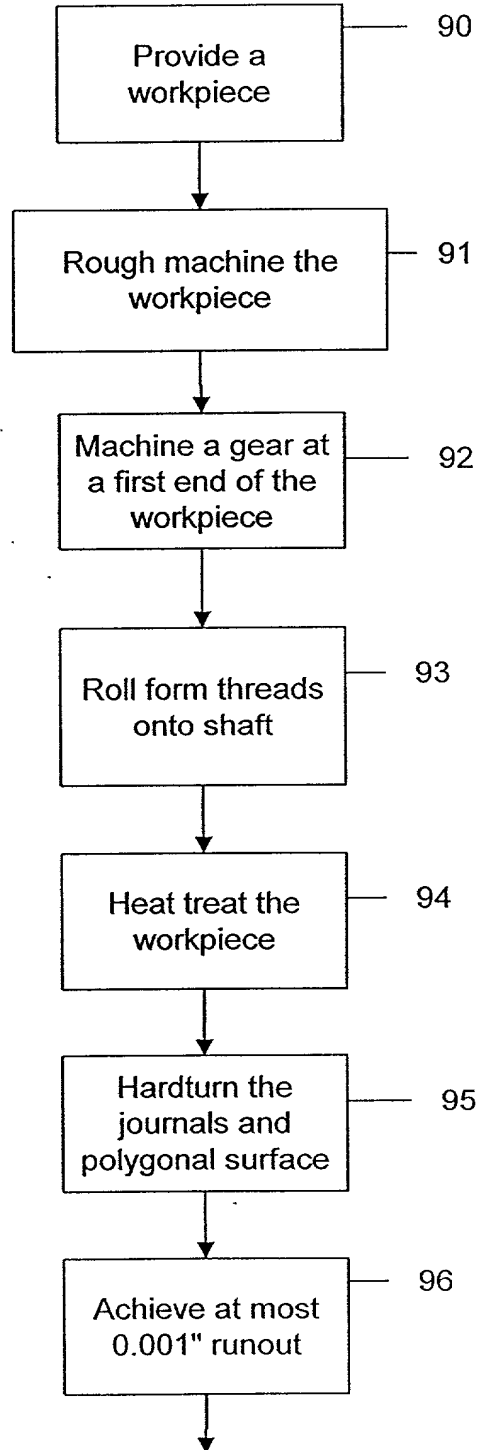 90
Provide a
workpiece
91
Rough machine the
workpiece
92
Machine a gear at
a first end of the
workpiece
93
Roll form threads
onto shaft
94
Heat treat the
workpiece
95
Hardturn the
journals and
polygonal surface
96
Achieve at most
0.001" runout